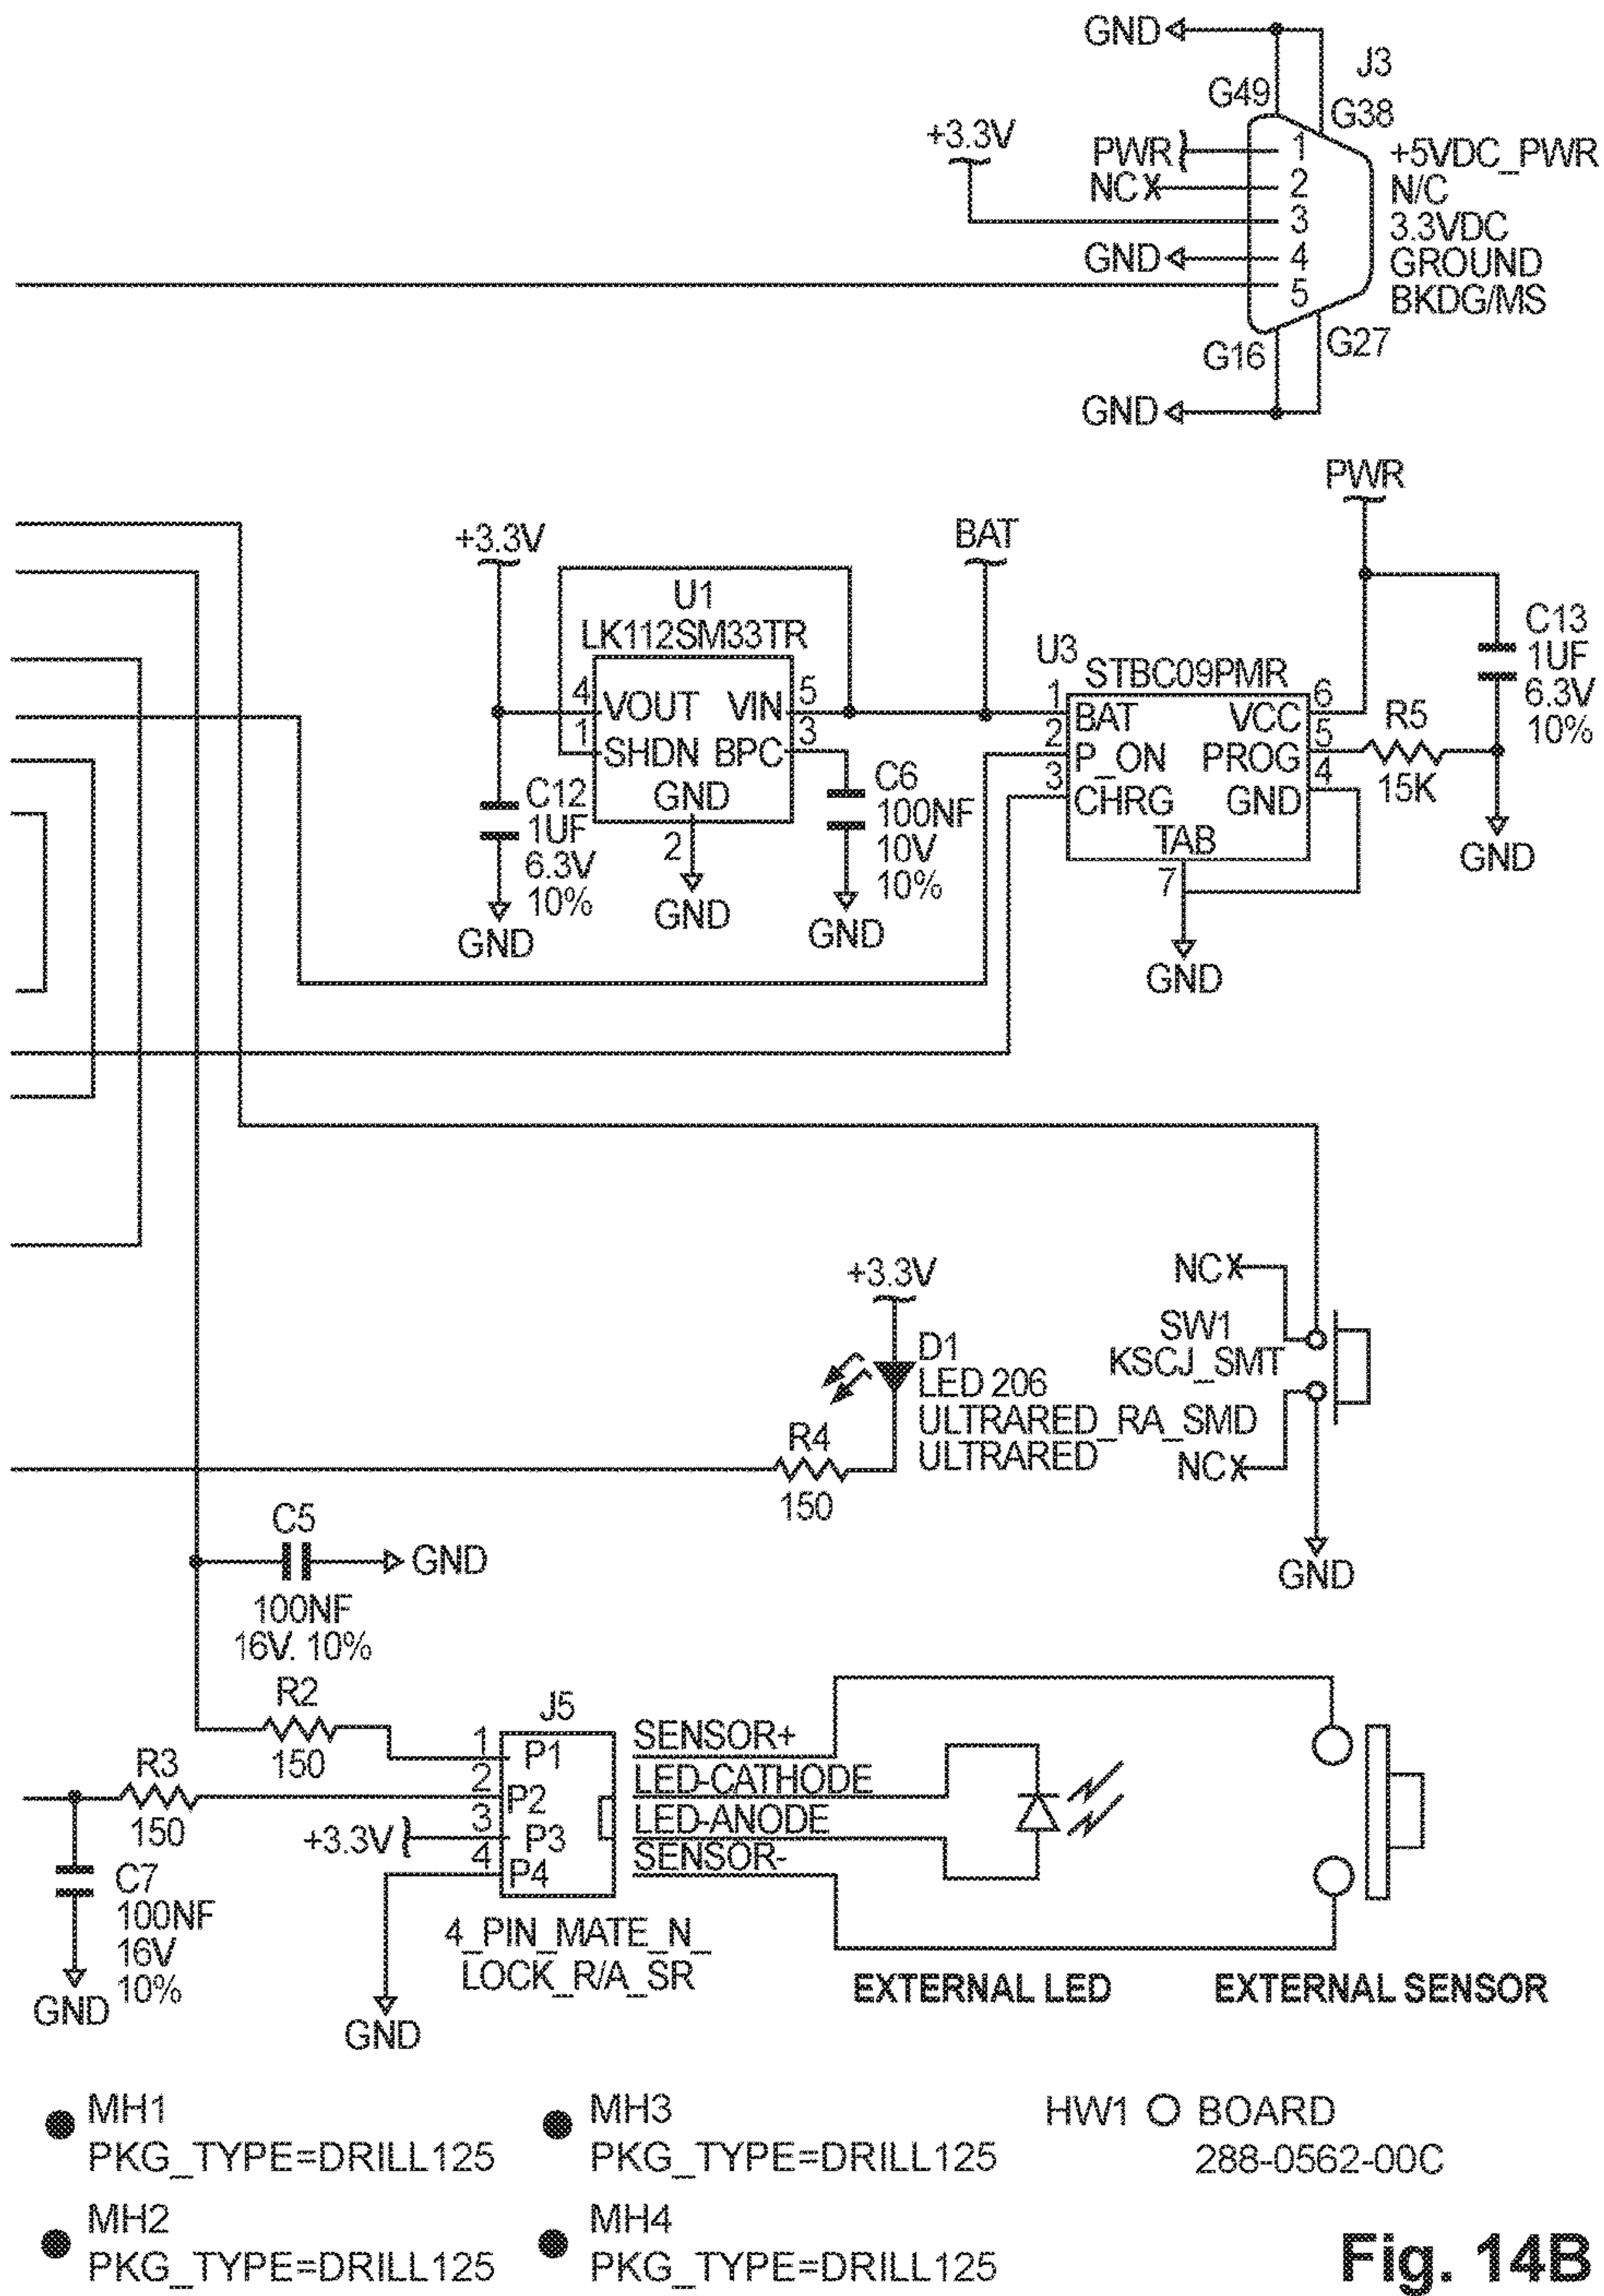 GND
J3
G49
G38
+3.3V
PWR
1
+5VDC_PWR
NC
2
N/C
3
3.3VDC
GND
4
GROUND
5
BKDG/MS
G16
G27
GND
PWR
+3.3V
BAT
U1
LK112SM33TR
4
VOUT
VIN
5
1
SHDN
BPC
3
GND
2
GND
C12
1UF
6.3V
10%
GND
C6
100NF
10V
10%
GND
U3
STBC09PMR
1
BAT
VCC
6
2
P_ON
PROG
5
3
CHRG
GND
4
TAB
7
GND
R5
15K
C13
1UF
6.3V
10%
GND
+3.3V
D1
LED 206
ULTRARED_RA_SMD
ULTRARED
R4
150
NC
SW1
KSCJ_SMT
NC
GND
C5
GND
100NF
16V. 10%
R2
150
R3
150
C7
100NF
16V
10%
GND
J5
1
P1
2
P2
+3.3V
3
P3
4
P4
GND
SENSOR+
LED-CATHODE
LED-ANODE
SENSOR-
4_PIN_MATE_N_
LOCK_R/A_SR
EXTERNAL LED
EXTERNAL SENSOR
MH1
PKG_TYPE=DRILL125
MH3
PKG_TYPE=DRILL125
HW1
BOARD
288-0562-00C
MH2
PKG_TYPE=DRILL125
MH4
PKG_TYPE=DRILL125
Fig. 14B